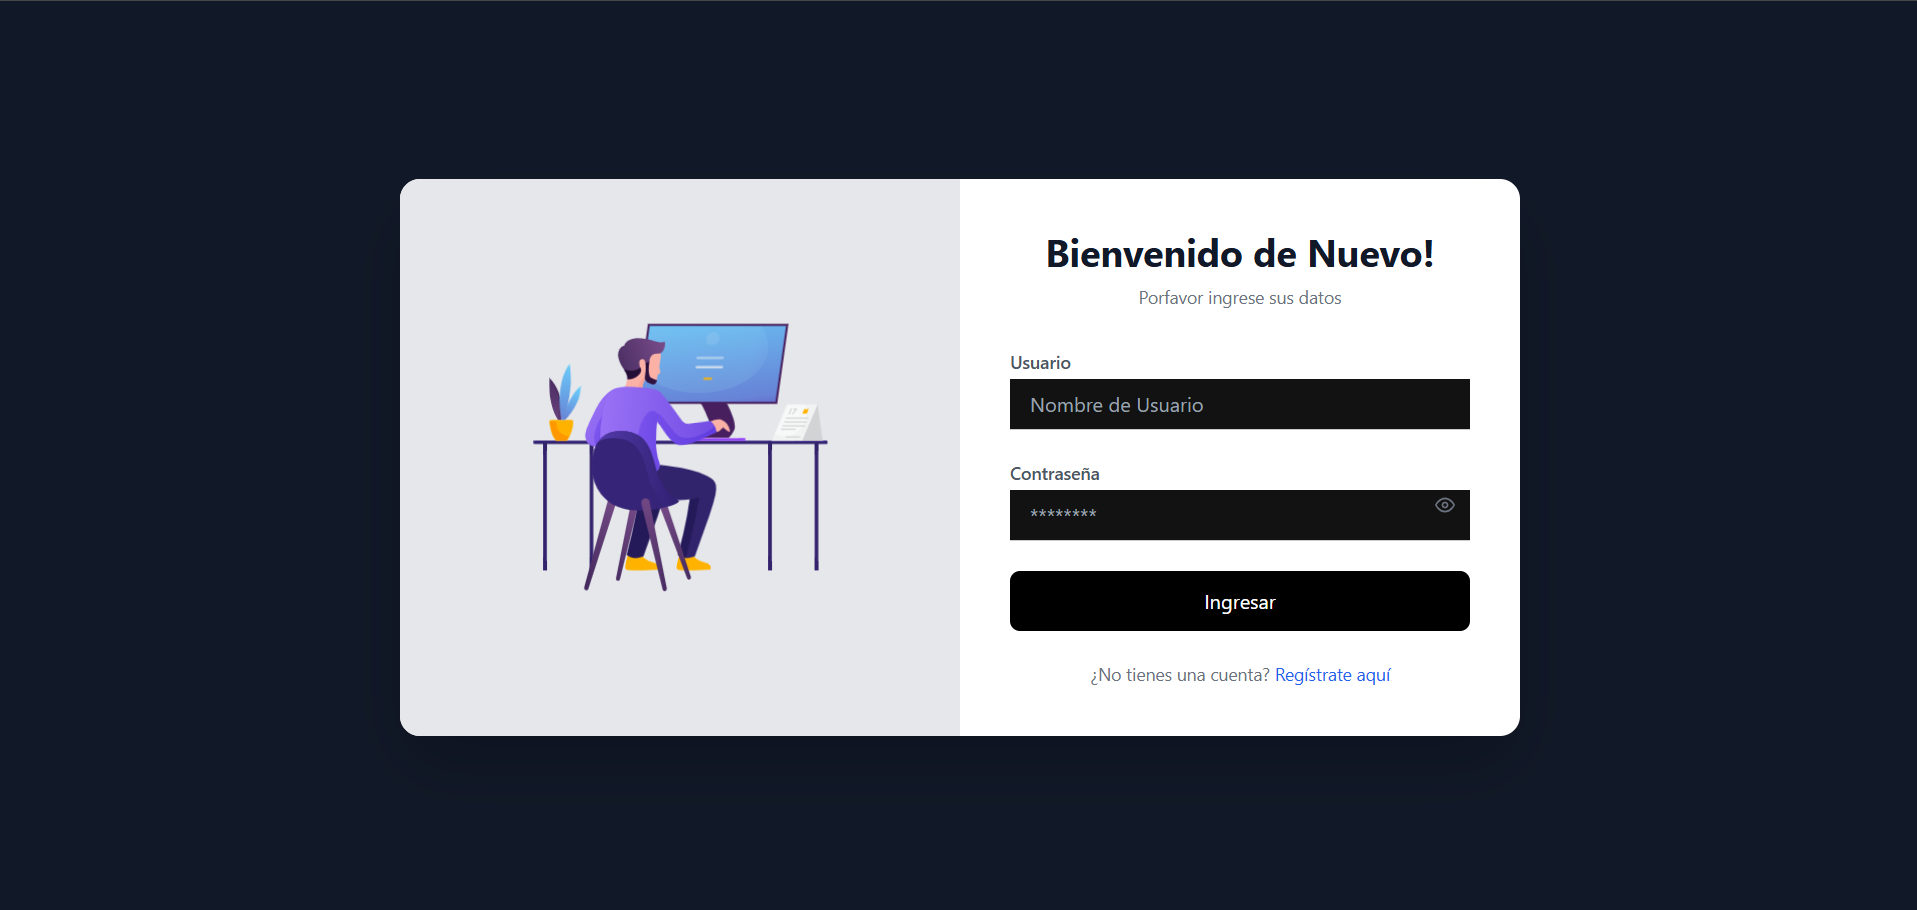 Bienvenido de Nuevo!
Porfavor ingrese sus datos
Usuario
Nombre de Usuario
Contraseña
********
Ingresar
¿No tienes una cuenta? Regístrate aquí
17